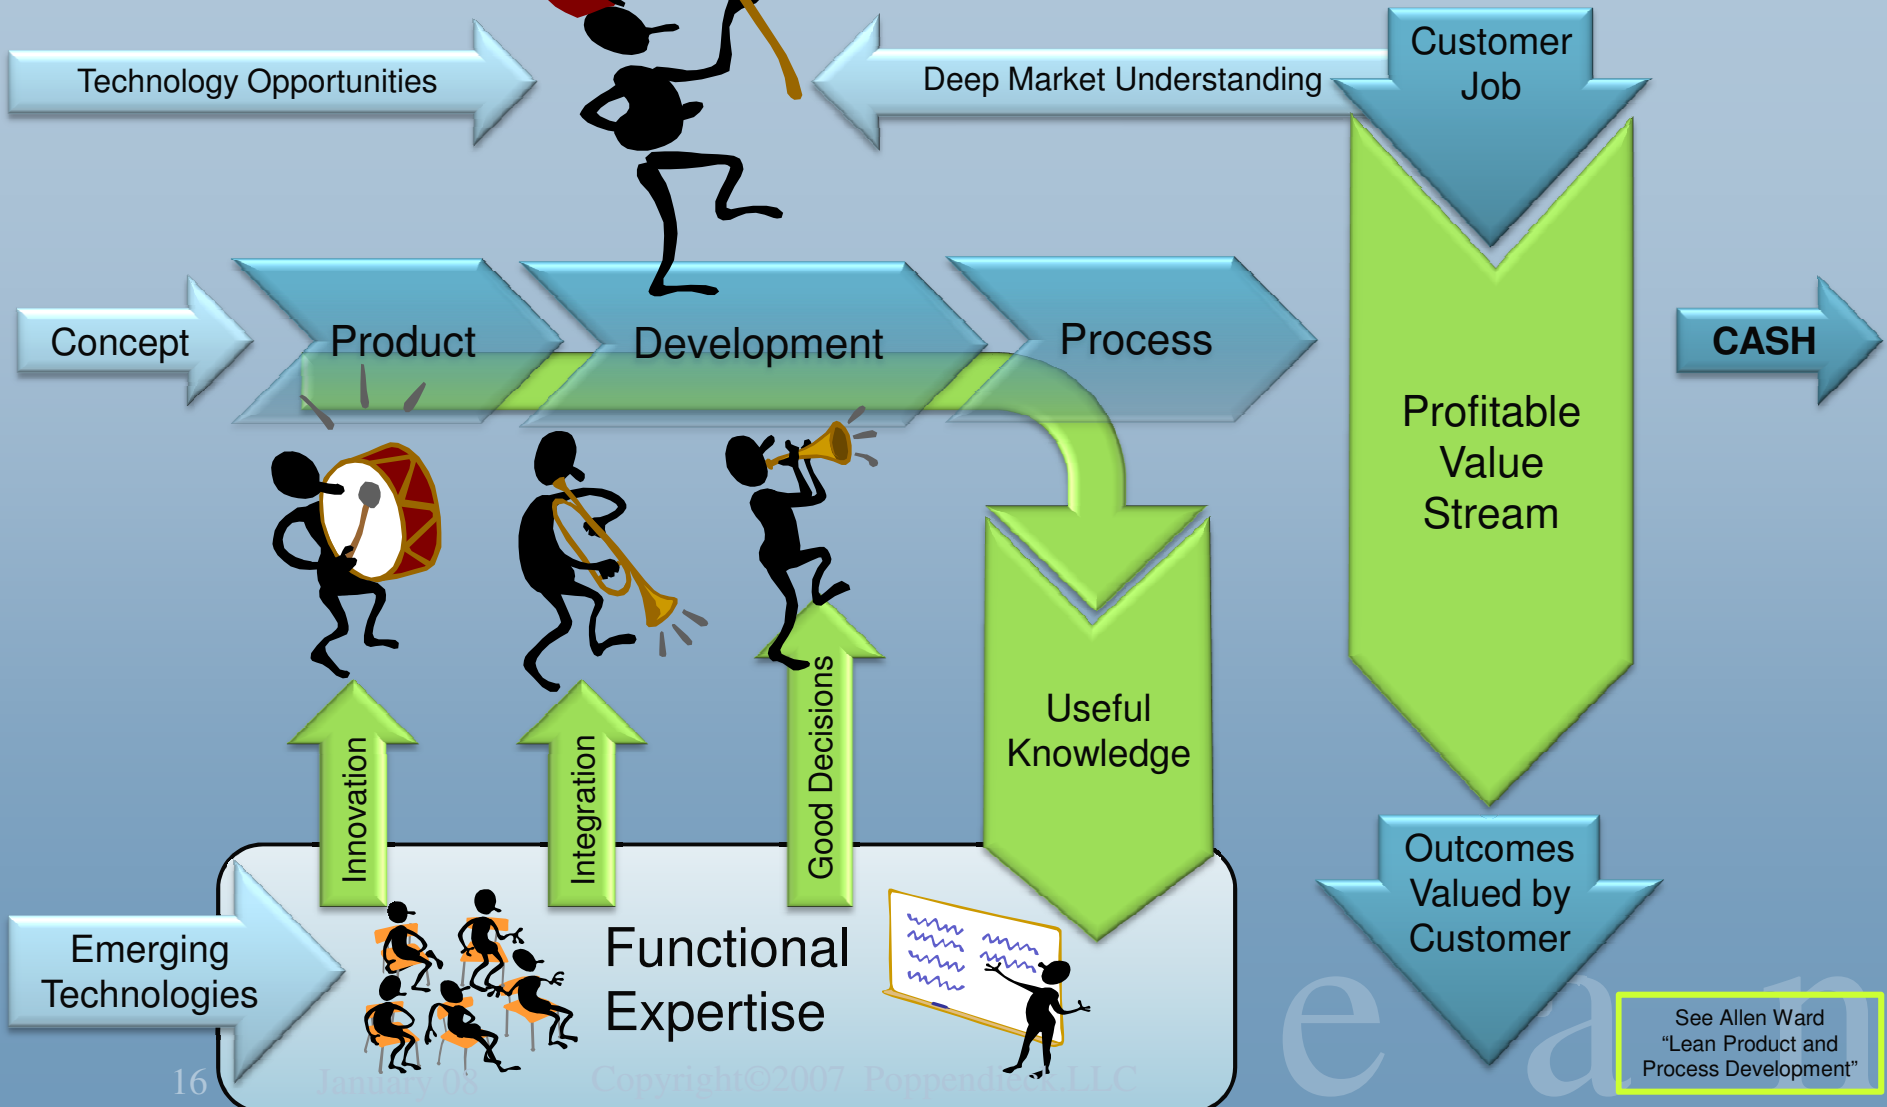 Technology Opportunities
Deep Market Understanding
Customer
Job
Concept
Product
Development
Process
CASH
Profitable
Value
Stream
Useful
Knowledge
Innovation
Integration
Good Decisions
Emerging
Technologies
Functional
Expertise
Outcomes
Valued by
Customer
e a n
See Allen Ward
“Lean Product and
Process Development”
16 January 08 Copyright©2007 Poppendieck.LLC